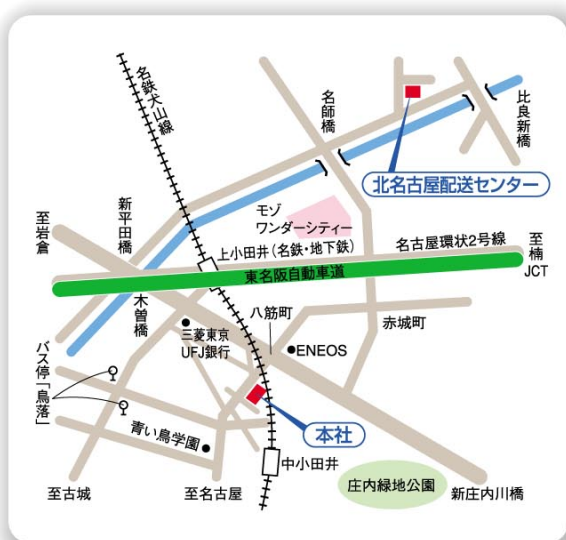 名鉄犬山線
名師橋
比良新橋
北名古屋配送センター
モゾ
ワンダーシティー
至岩倉
新平田橋
上小田井（名鉄・地下鉄）
名古屋環状2号線
至楠
JCT
東名阪自動車道
木曽橋
八筋町
赤城町
三菱東京
UFJ銀行
ENEOS
バス停「鳥落」
青い鳥学園
本社
中小田井
庄内緑地公園
至古城
至名古屋
新庄内川橋